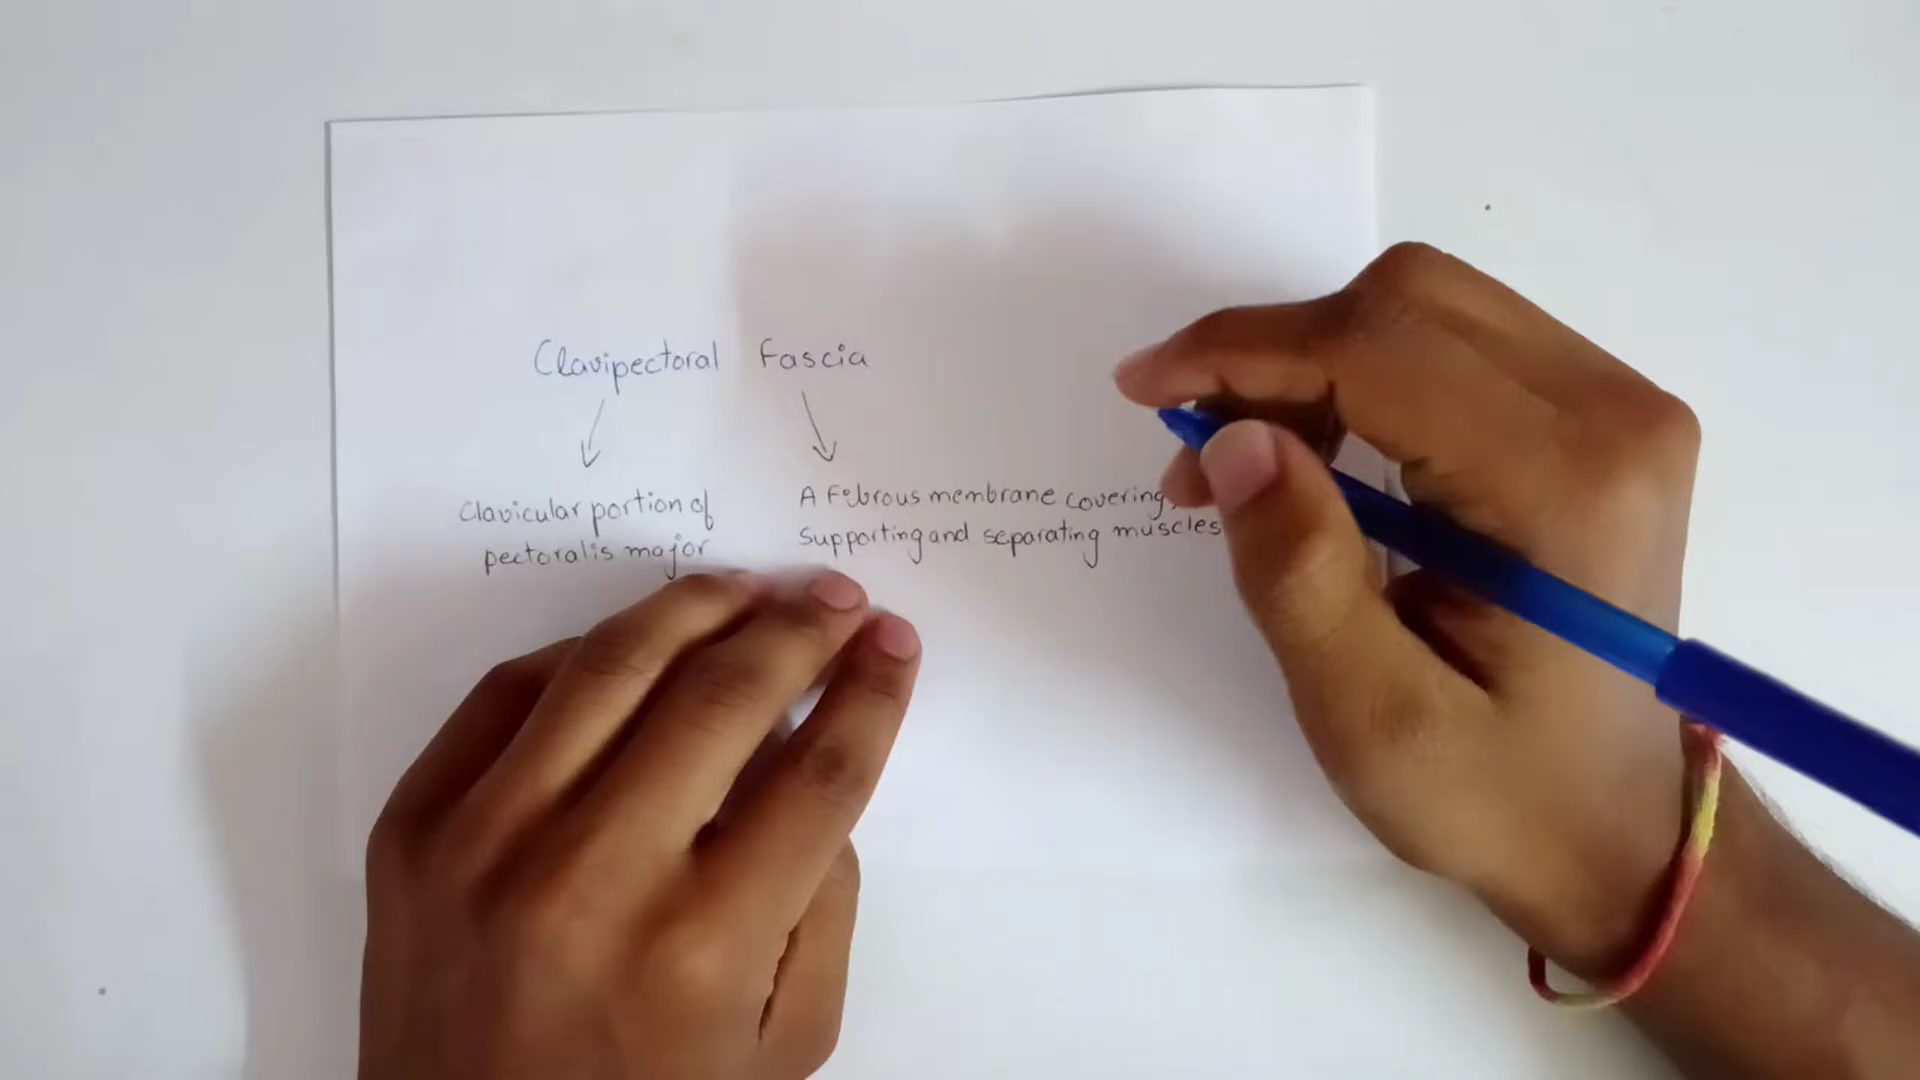 Clavipectoral Fascia
Clavicular portion of
pectoralis major
A Febrous membrane covering,
Supporting and separating muscles